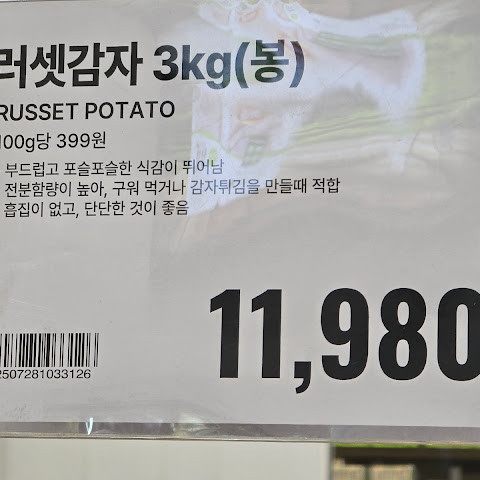 러셋감자 3kg(봉)
RUSSET POTATO
100g당 399원
부드럽고 포슬포슬한 식감이 뛰어남
전분함량이 높아, 구워 먹거나 감자튀김을 만들때 적합
흡집이 없고, 단단한 것이 좋음
11,980
2507281033126